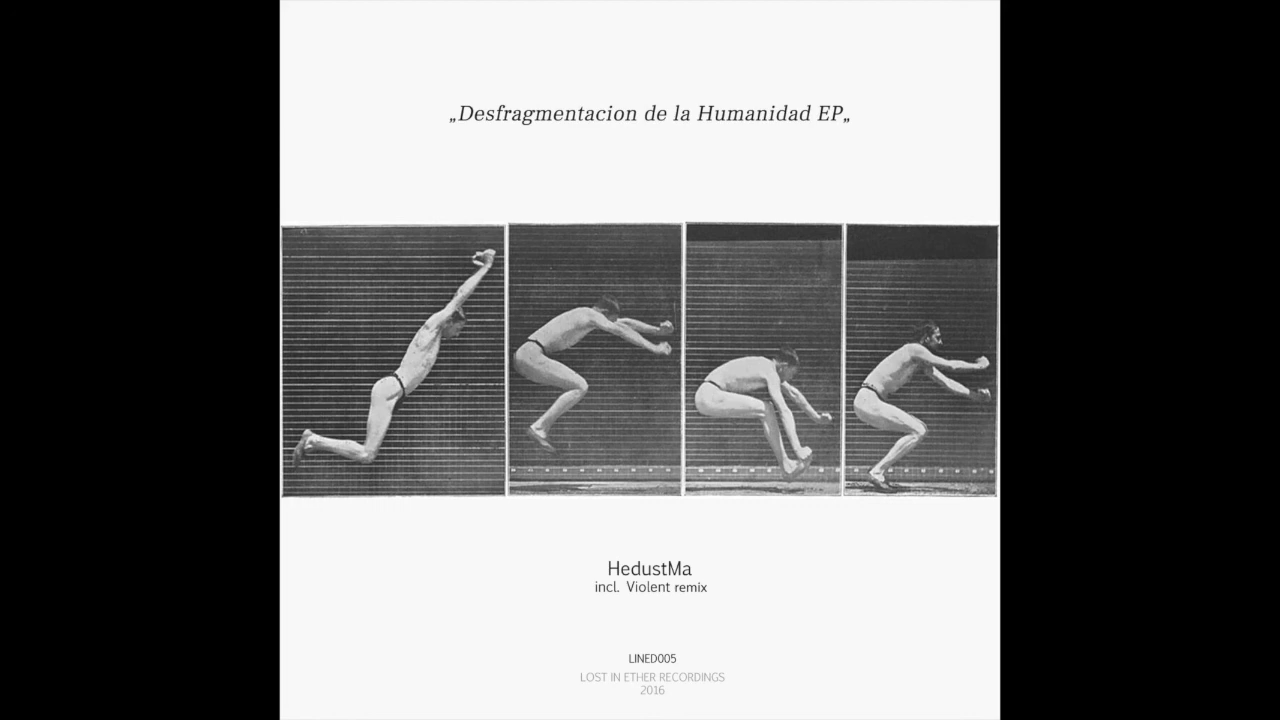 „Desfragmentacion de la Humanidad EP„
HedustMa
incl. Violent remix
LINED005
LOST IN ETHER RECORDINGS
2016